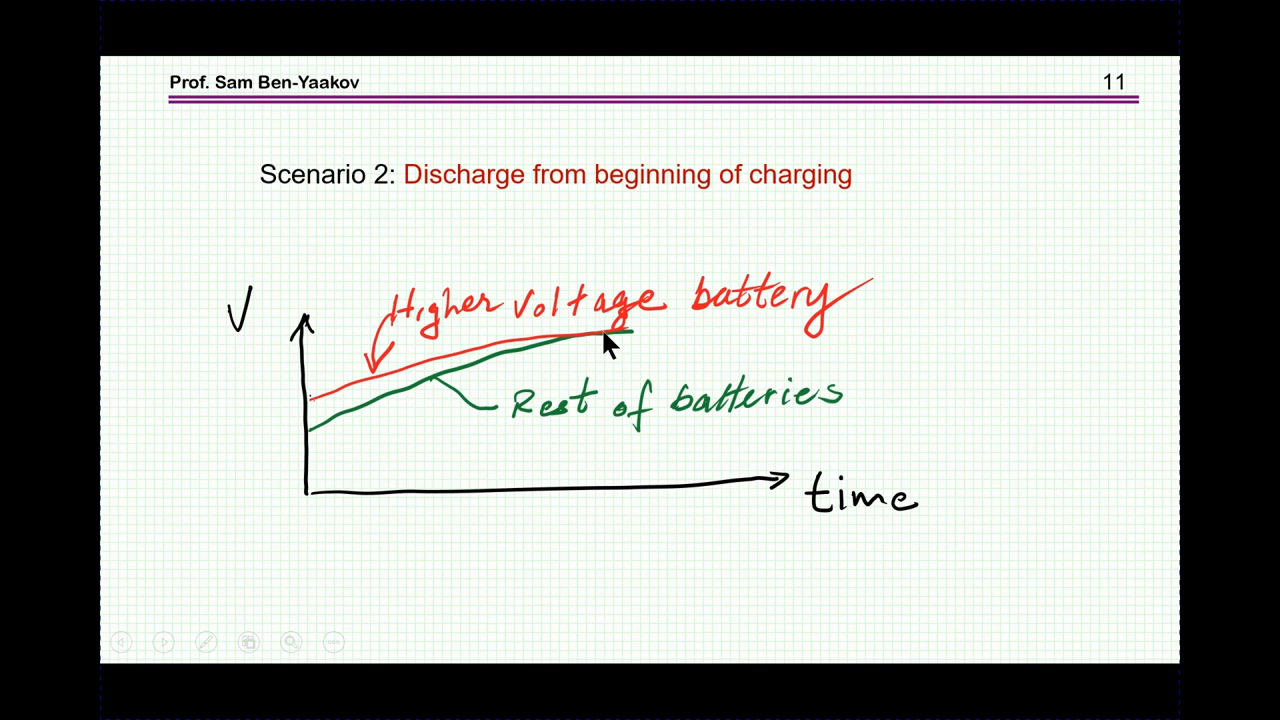 Prof. Sam Ben-Yaakov 11
Scenario 2: Discharge from beginning of charging
V
Higher voltage battery
Rest of batteries
time